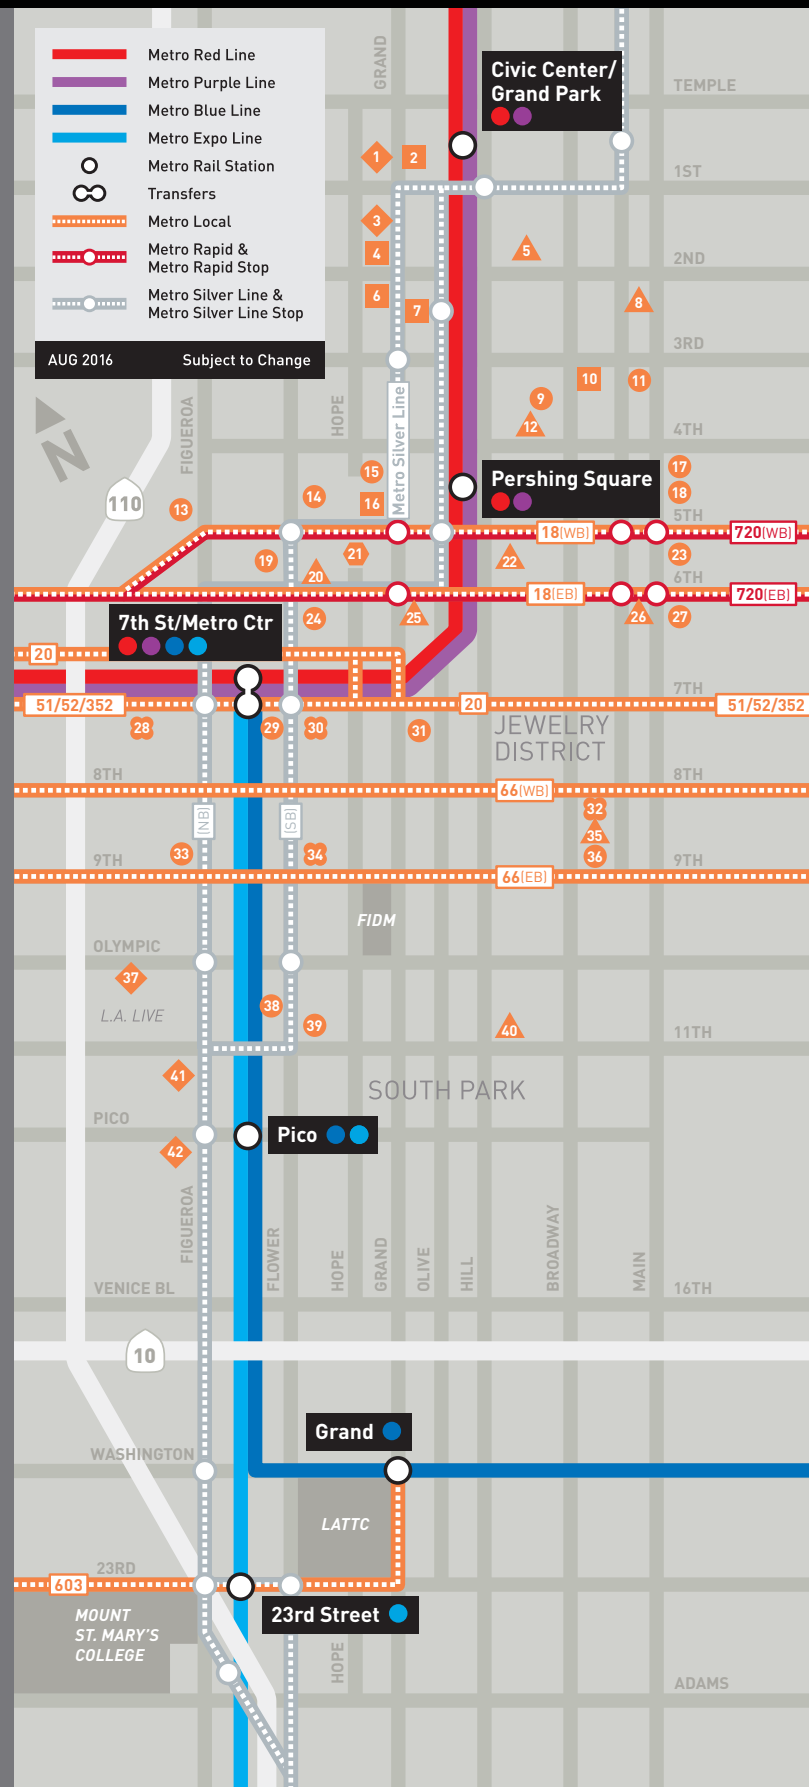 Metro Red Line
Metro Purple Line
Metro Blue Line
Metro Expo Line
Metro Rail Station
Transfers
Metro Local
Metro Rapid &
Metro Rapid Stop
Metro Silver Line &
Metro Silver Line Stop
AUG 2016 Subject to Change
GRAND
Civic Center/
Grand Park
TEMPLE
1 2
1ST
3
4 5
2ND
6 7 8
3RD
10 11
9
12
FIGUEROA
HOPE
Metro Silver Line
4TH
N
110
15 17
14 16 18
13
Pershing Square
5TH
18(WB) 720(WB)
19 21 22 23
20
6TH
18(EB) 720(EB)
7th St/Metro Ctr
24 25 26 27
20
7TH
51/52/352 20 51/52/352
28 29 30 31
JEWELRY
DISTRICT
8TH 8TH
66(WB)
32
(NB) (SB)
35
33 34 36
9TH 9TH
66(EB)
FIDM
OLYMPIC
37
L.A. LIVE
38
39 40
11TH
41
SOUTH PARK
PICO
Pico
42
FIGUEROA
FLOWER
HOPE
GRAND
OLIVE
HILL
BROADWAY
MAIN
VENICE BL 16TH
10
Grand
WASHINGTON
LATTC
23RD
603
23rd Street
MOUNT
ST. MARY'S
COLLEGE
HOPE
ADAMS